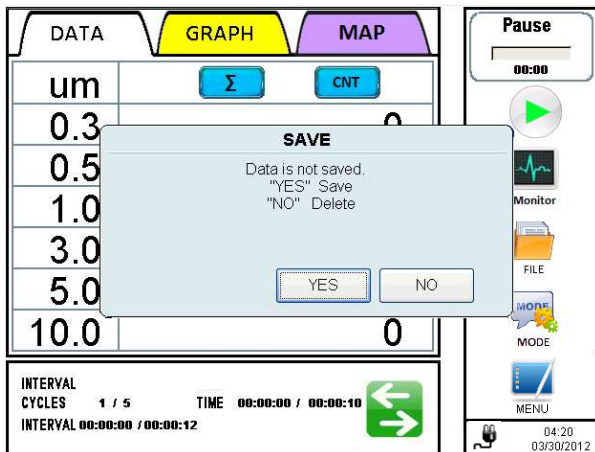 DATA
GRAPH
MAP
um
Σ
CNT
0.3
0
0.5
1.0
3.0
5.0
10.0
0
SAVE
Data is not saved.
"YES" Save
"NO" Delete
YES
NO
INTERVAL
CYCLES 1 / 5 TIME 00:00:00 / 00:00:10
INTERVAL 00:00:00 / 00:00:12
Pause
00:00
Monitor
FILE
MODE
MODE
MENU
04:20
03/30/2012